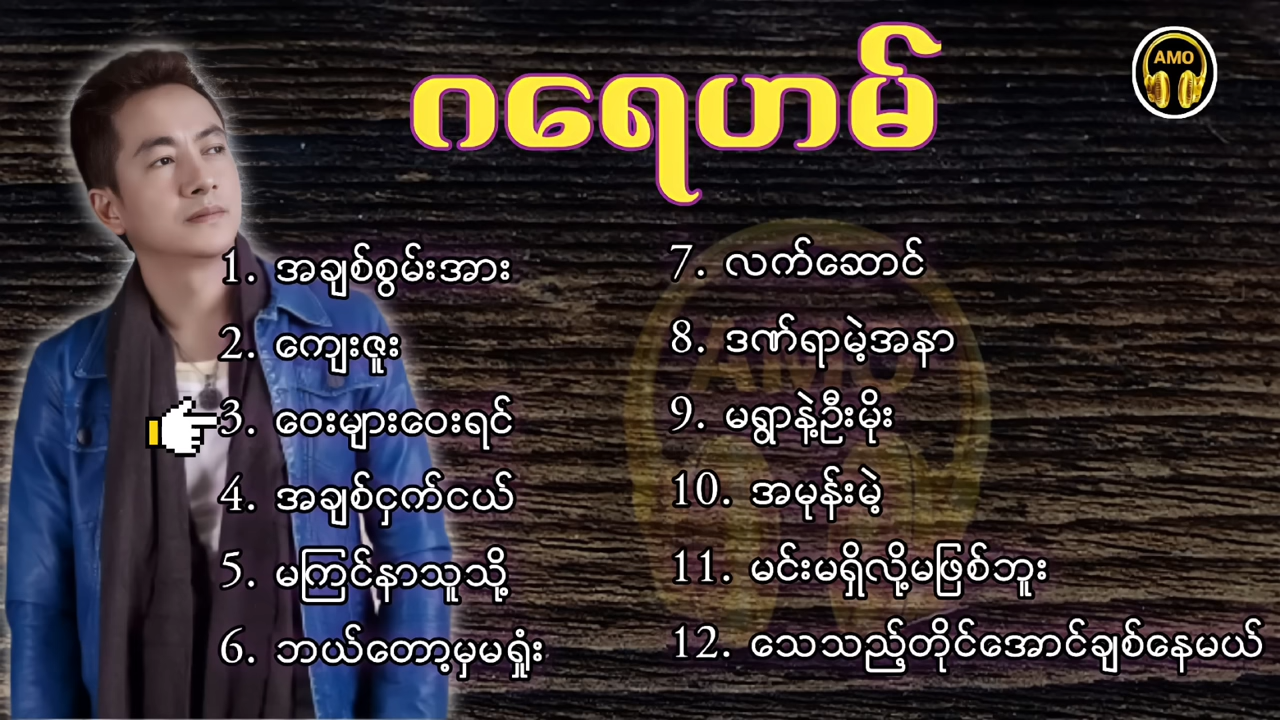 ဂရေဟမ်
AMO
1. အချစ်စွမ်းအား
2. ကျေးဇူး
3. ဝေးများဝေးရင်
4. အချစ်ငှက်ငယ်
5. မကြင်နာသူသို့
6. ဘယ်တော့မှမရှုံး
7. လက်ဆောင်
8. ဒဏ်ရာမဲ့အနာ
9. မရွှာနဲ့ဦးမိုး
10. အမုန်းမဲ့
11. မင်းမရှိလို့မဖြစ်ဘူး
12. သေသည့်တိုင်အောင်ချစ်နေမယ်
AMO